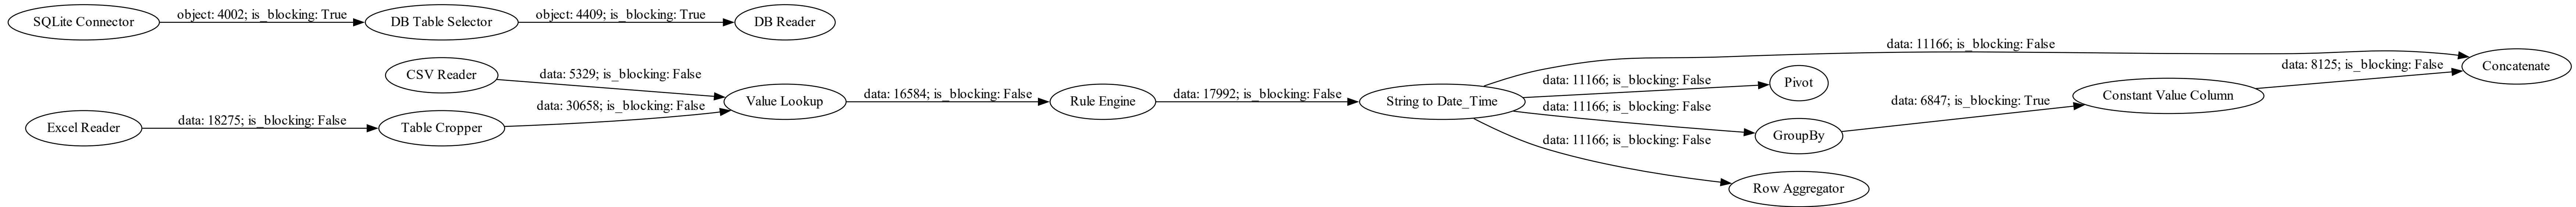 SQLite Connector
object: 4002; is_blocking: True
DB Table Selector
object: 4409; is_blocking: True
DB Reader
CSV Reader
data: 5329; is_blocking: False
Excel Reader
data: 18275; is_blocking: False
Table Cropper
data: 30658; is_blocking: False
Value Lookup
data: 16584; is_blocking: False
Rule Engine
data: 17992; is_blocking: False
String to Date_Time
data: 11166; is_blocking: False
data: 11166; is_blocking: False
Pivot
data: 11166; is_blocking: False
GroupBy
data: 11166; is_blocking: False
Row Aggregator
data: 6847; is_blocking: True
Constant Value Column
data: 8125; is_blocking: False
Concatenate